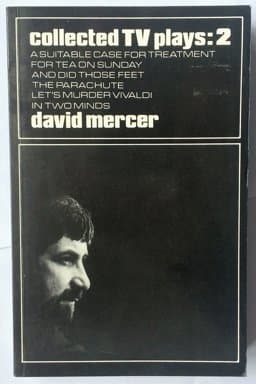 collected TV plays:2
A SUITABLE CASE FOR TREATMENT
FOR TEA ON SUNDAY
AND DID THOSE FEET
THE PARACHUTE
LET'S MURDER VIVALDI
IN TWO MINDS
david mercer